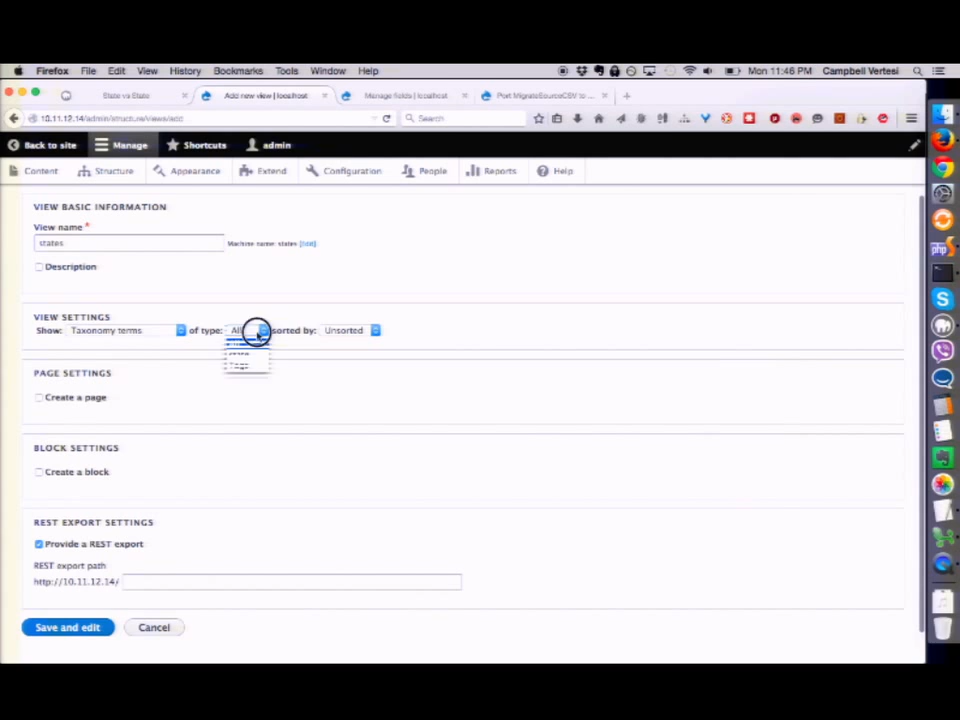 Firefox File Edit View History Bookmarks Tools Window Help Mon 11:46 PM Campbell Vertesi
State vs State Add new view | localhost Manage fields | localhost Port MigrateSourceCSV to ...
10.11.12.14/admin/structure/views/add Search
Back to site Manage Shortcuts admin
Content Structure Appearance Extend Configuration People Reports Help
VIEW BASIC INFORMATION
View name *
states Machine name: states [Edit]
Description
VIEW SETTINGS
Show: Taxonomy terms of type: All sorted by: Unsorted
PAGE SETTINGS
Create a page
BLOCK SETTINGS
Create a block
REST EXPORT SETTINGS
Provide a REST export
REST export path
http://10.11.12.14/
Save and edit Cancel